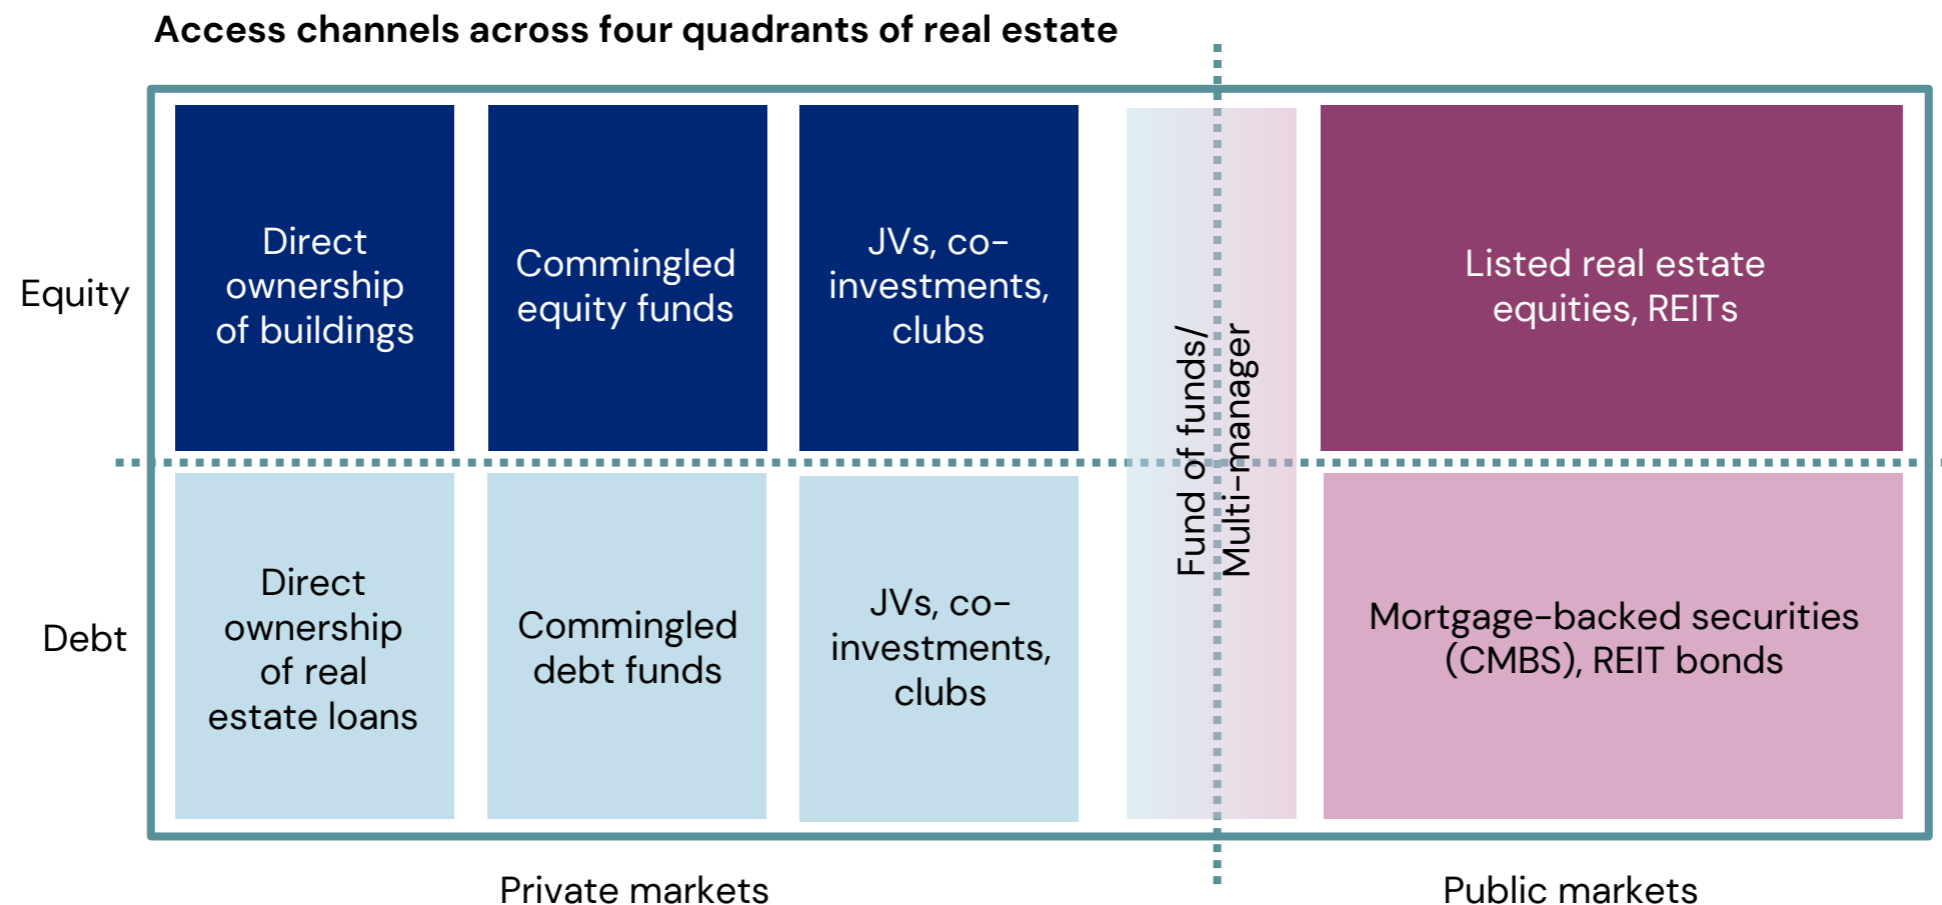 Access channels across four quadrants of real estate
Equity
Direct
ownership
of buildings
Commingled
equity funds
JVs, co-
investments,
clubs
Fund of funds/
Multi-manager
Listed real estate
equities, REITs
Debt
Direct
ownership
of real
estate loans
Commingled
debt funds
JVs, co-
investments,
clubs
Mortgage-backed securities
(CMBS), REIT bonds
Private markets
Public markets